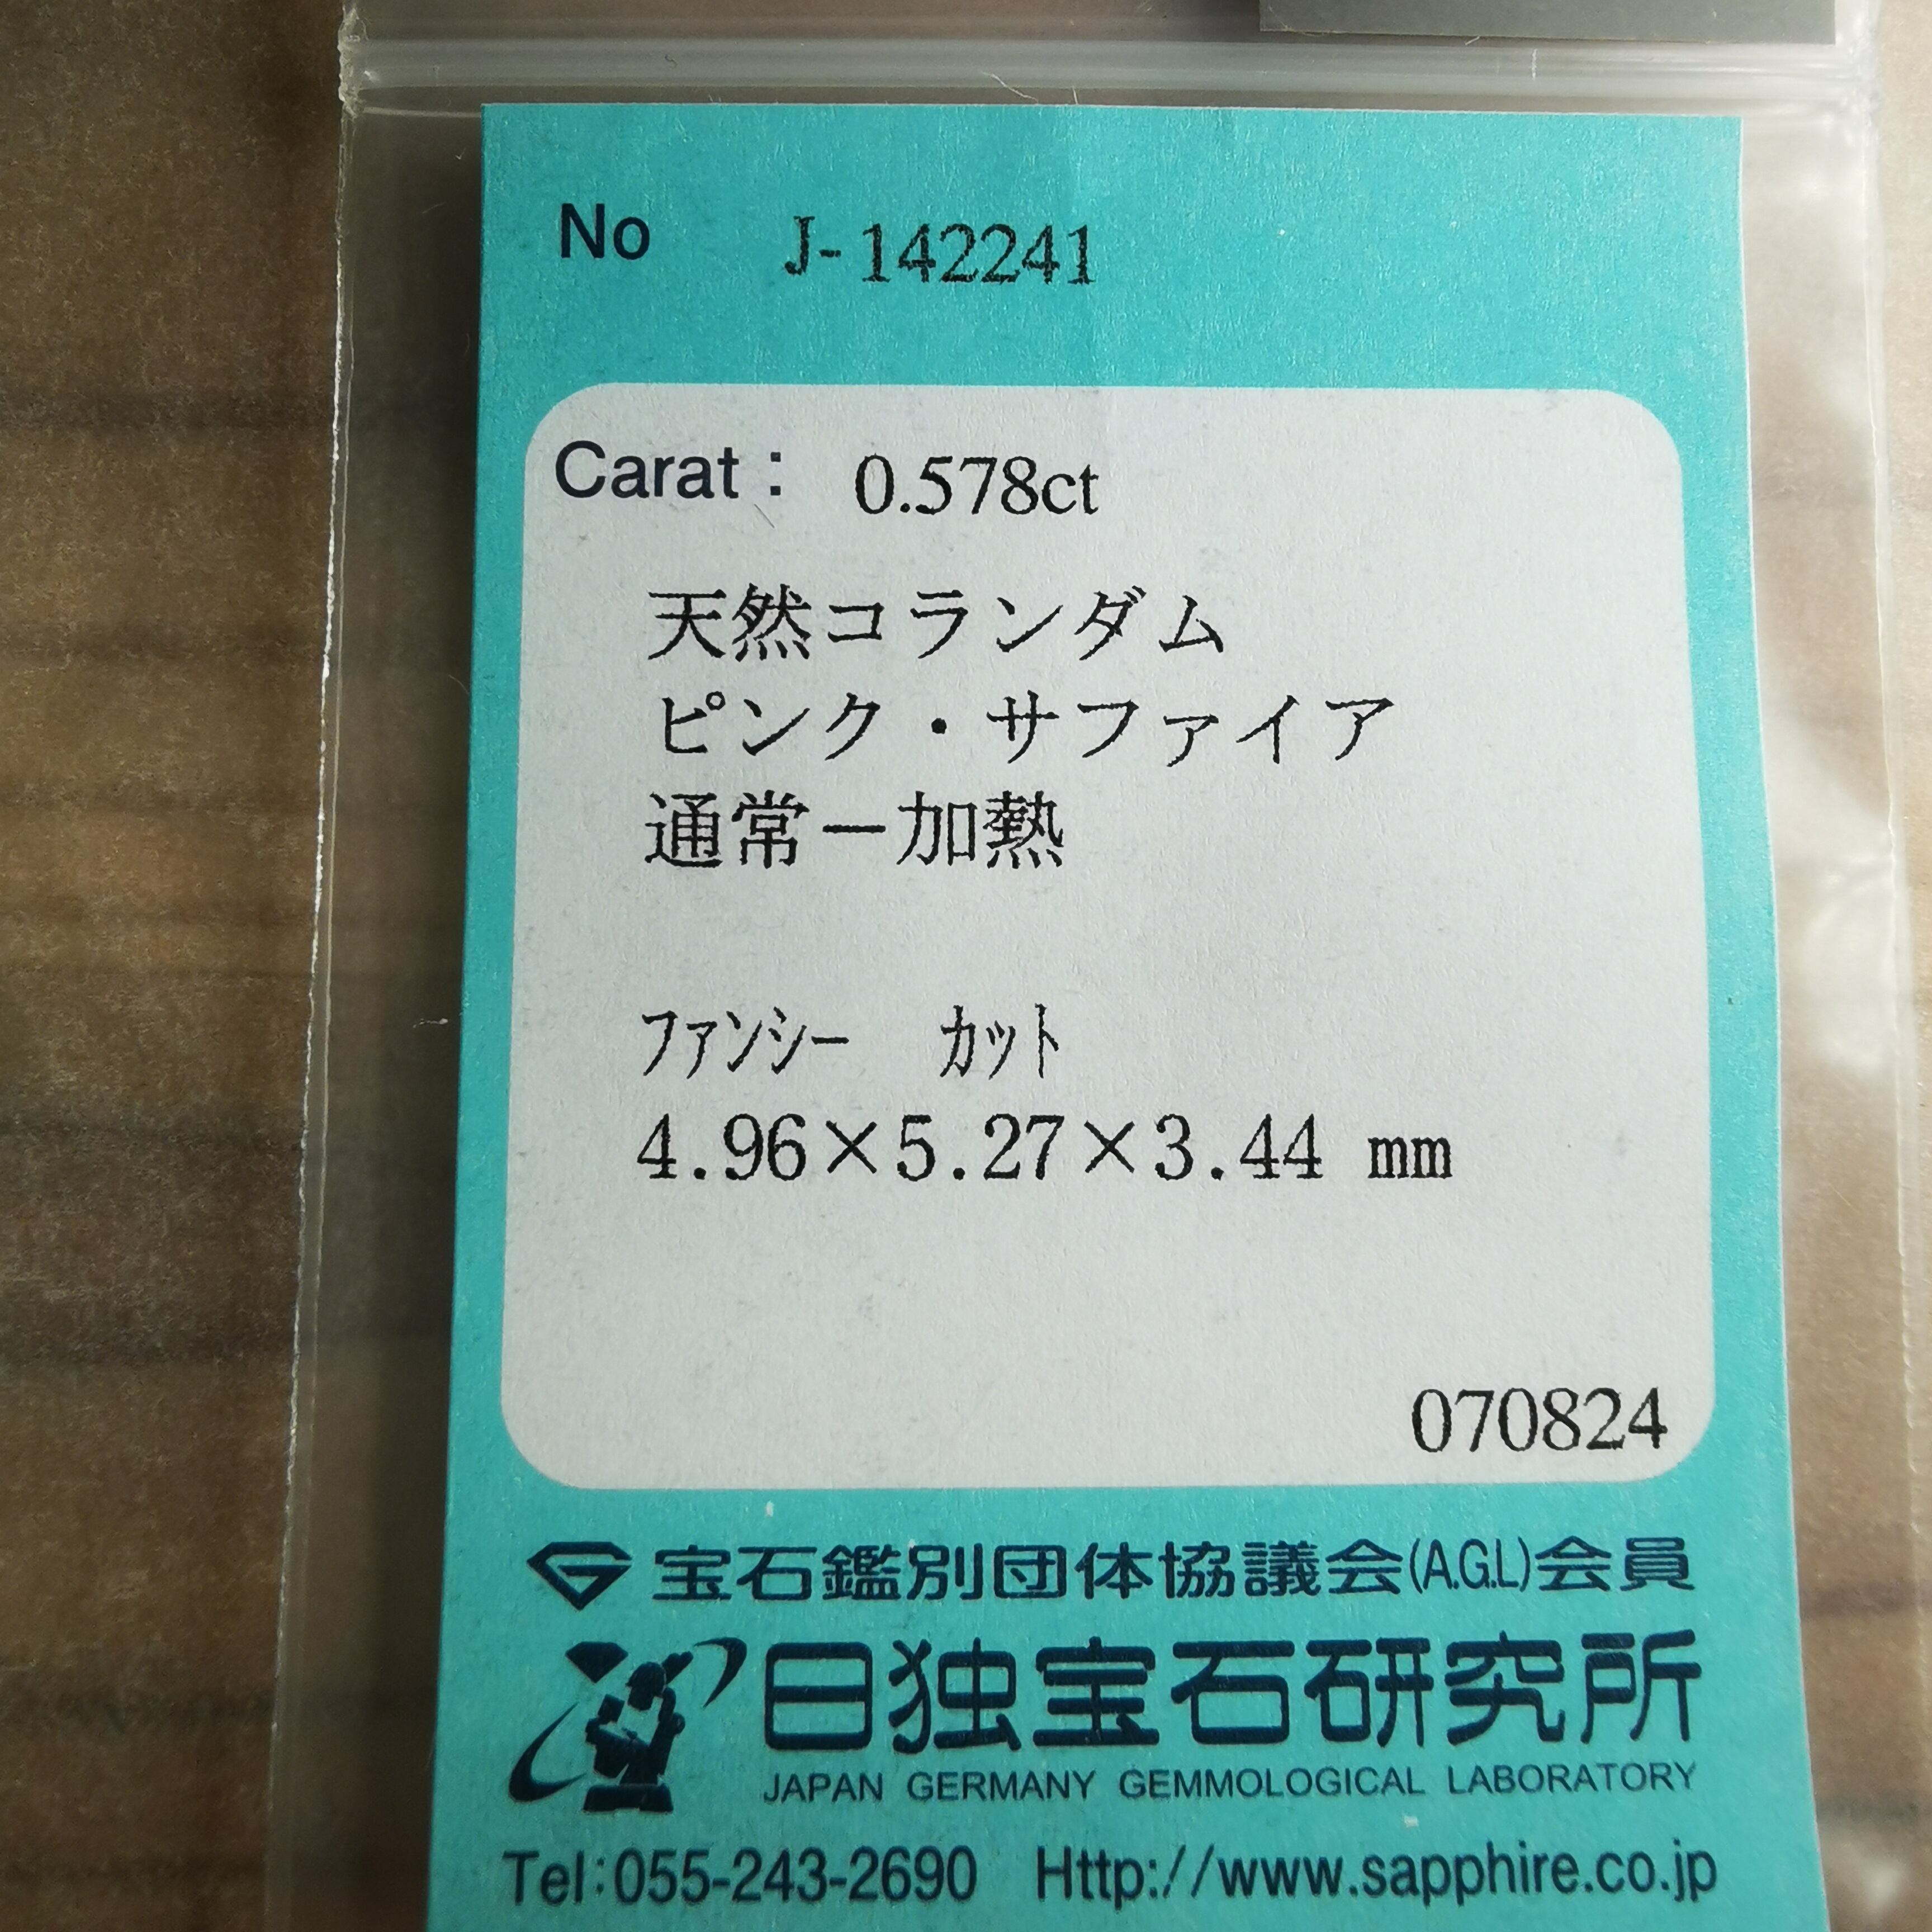 No J-142241
Carat: 0.578ct
天然コランダム
ピンク・サファイア
通常ー加熱
ファンシー カット
4.96×5.27×3.44 mm
070824
宝石鑑別団体協議会(A.G.L)会員
日独宝石研究所
JAPAN GERMANY GEMMOLOGICAL LABORATORY
Tel:055-243-2690 Http://www.sapphire.co.jp